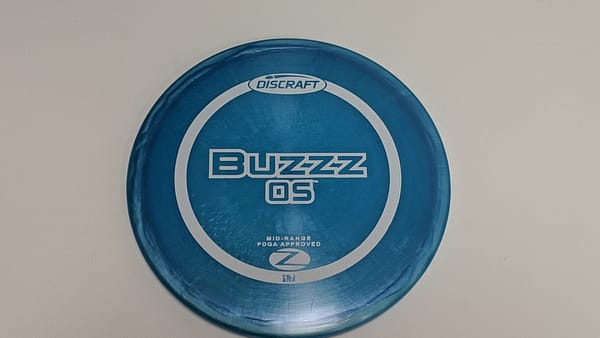 DISCRAFT
BUZZZ
OS
MID-RANGE
PDGA APPROVED
Z